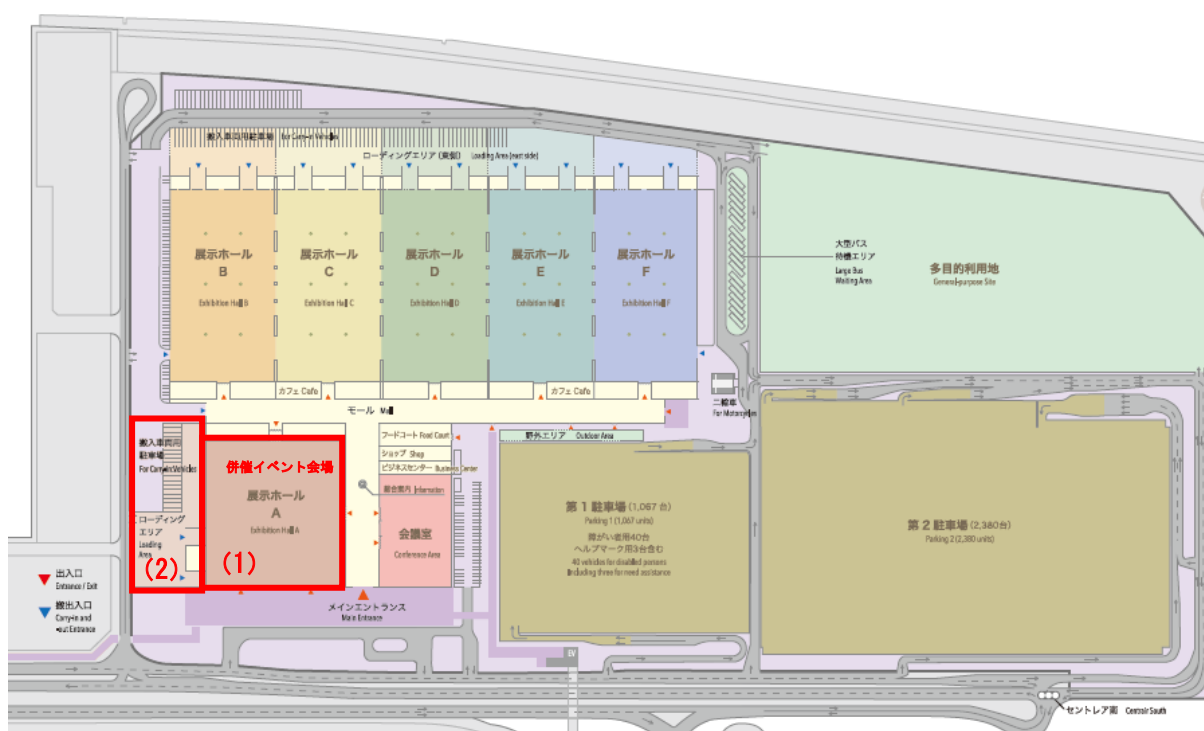 搬入車両用駐車場 For Carry-in Vehicles
ローディングエリア(東側) Loading Area (east side)
展示ホール
B
Exhibition Hall B
展示ホール
C
Exhibition Hall C
展示ホール
D
Exhibition Hall D
展示ホール
E
Exhibition Hall E
展示ホール
F
Exhibition Hall F
大型バス
待機エリア
Large Bus
Waiting Area
多目的利用地
General-purpose Site
二輪車
For Motorcycles
カフェ Cafe
カフェ Cafe
モール Mall
搬入車両用
駐車場
For Carry-in Vehicles
ローディング
エリア
Loading
Area
(2)
併催イベント会場
展示ホール
A
Exhibition Hall A
(1)
フードコート Food Court
ショップ Shop
ビジネスセンター Business Center
総合案内 Information
会議室
Conference Area
野外エリア Outdoor Area
第1駐車場 (1,067 台)
Parking 1 (1,067 units)
障がい者用40台
ヘルプマーク用3台含む
40 vehicles for disabled persons
including three for need assistance
第2駐車場 (2,380台)
Parking 2 (2,380 units)
出入口
Entrance / Exit
搬出入口
Carry-in and
-out Entrance
メインエントランス
Main Entrance
EV
セントレア南 Centrair South